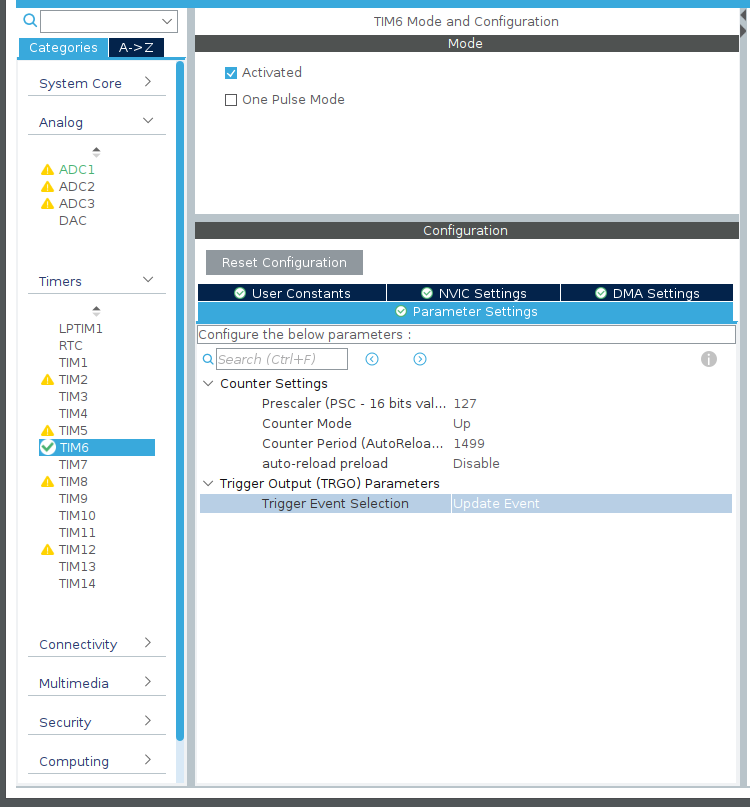 TIM6 Mode and Configuration
Categories
A->Z
System Core
Analog
ADC1
ADC2
ADC3
DAC
Timers
LPTIM1
RTC
TIM1
TIM2
TIM3
TIM4
TIM5
TIM6
TIM7
TIM8
TIM9
TIM10
TIM11
TIM12
TIM13
TIM14
Connectivity
Multimedia
Security
Computing
Mode
Activated
One Pulse Mode
Configuration
Reset Configuration
User Constants
NVIC Settings
DMA Settings
Parameter Settings
Configure the below parameters :
Search (Ctrl+F)
Counter Settings
Prescaler (PSC - 16 bits val... 127
Counter Mode Up
Counter Period (AutoReloa... 1499
auto-reload preload Disable
Trigger Output (TRGO) Parameters
Trigger Event Selection Update Event